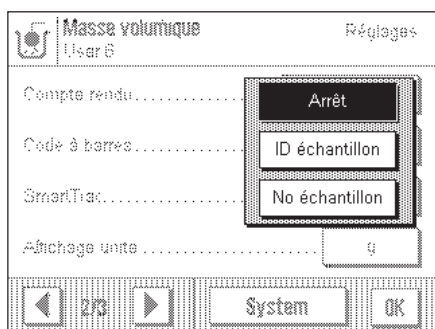 Masse volumique Réglages
User 6
Compte rendu
Arrêt
Code à barres
ID échantillon
SmartTrac
No échantillon
Affichage unité g
2/3 System OK